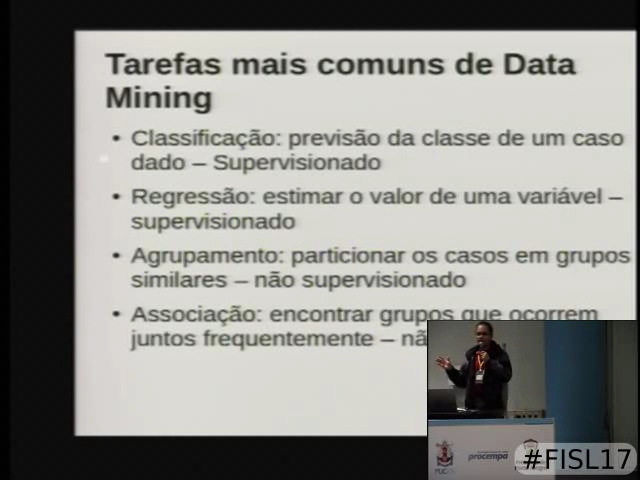 Tarefas mais comuns de Data
Mining
• Classificação: previsão da classe de um caso
dado – Supervisionado
• Regressão: estimar o valor de uma variável –
supervisionado
• Agrupamento: particionar os casos em grupos
similares – não supervisionado
• Associação: encontrar grupos que ocorrem
juntos frequentemente –
procempa
#FISL17